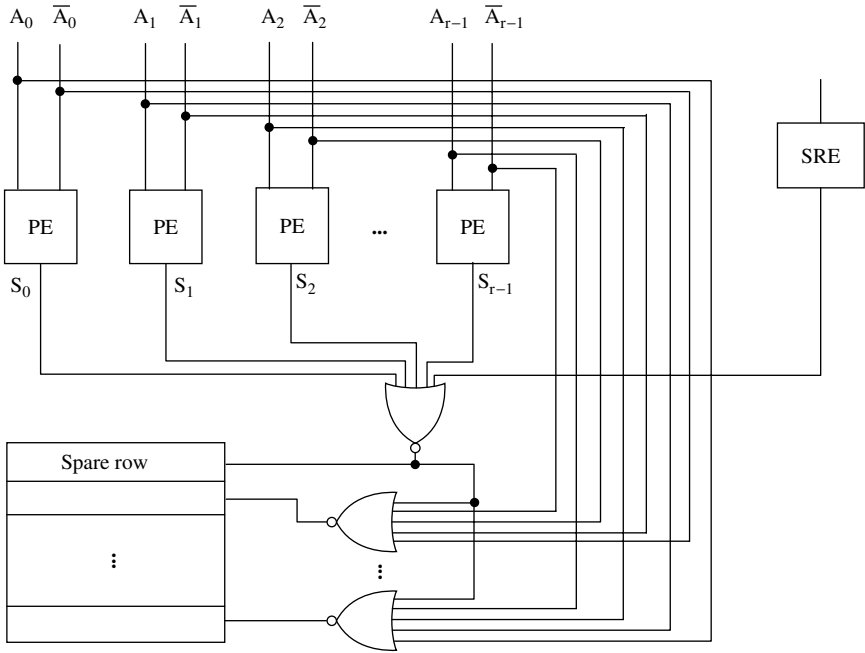 A₀ A̅₀ A₁ A̅₁ A₂ A̅₂ Aᵣ₋₁ A̅ᵣ₋₁
SRE
PE PE PE ... PE
S₀ S₁ S₂ Sᵣ₋₁
Spare row
...
...